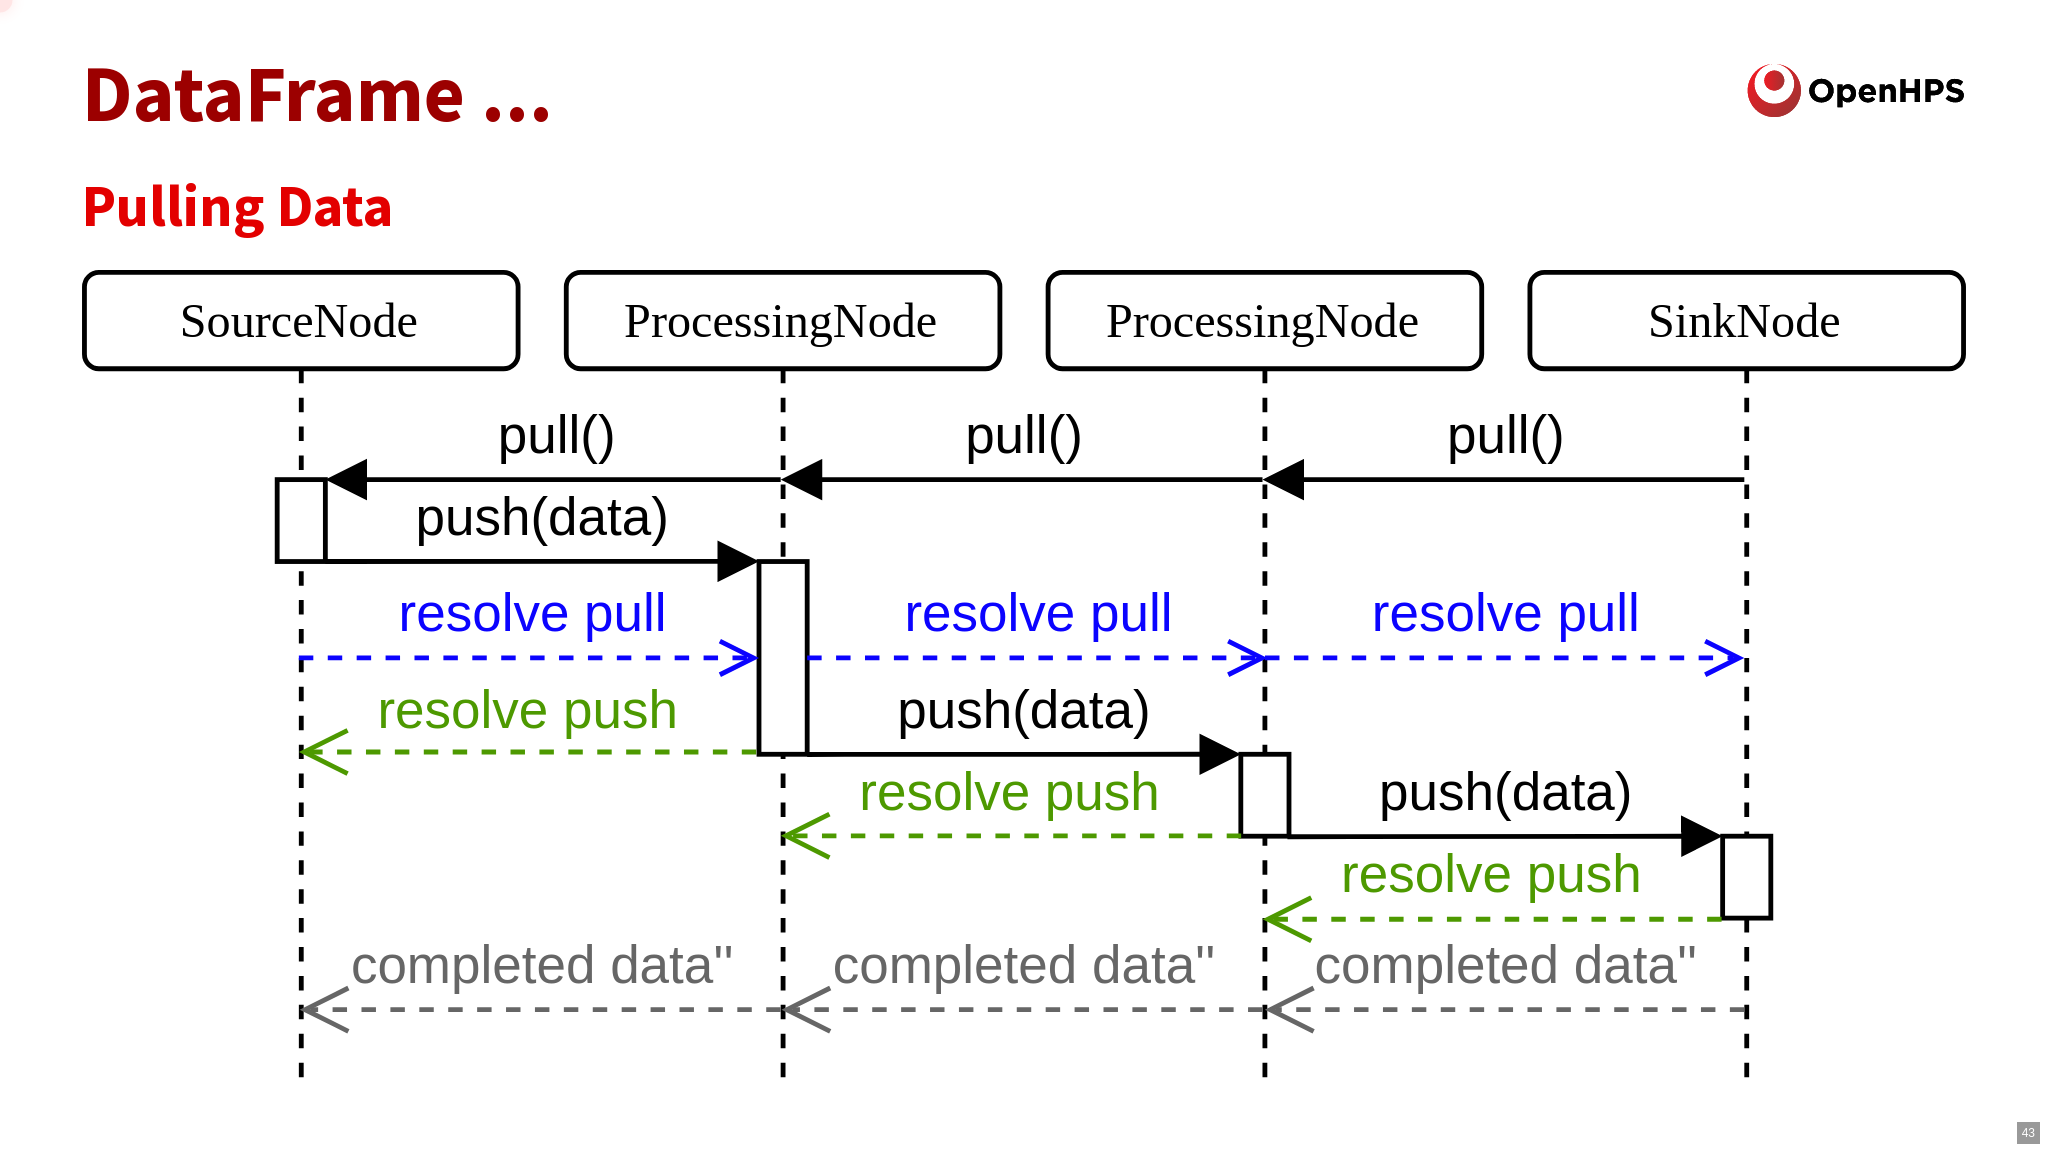 DataFrame ...
OpenHPS
Pulling Data
SourceNode
ProcessingNode
ProcessingNode
SinkNode
pull()
pull()
pull()
push(data)
resolve pull
resolve pull
resolve pull
resolve push
push(data)
resolve push
push(data)
resolve push
completed data"
completed data"
completed data"
43